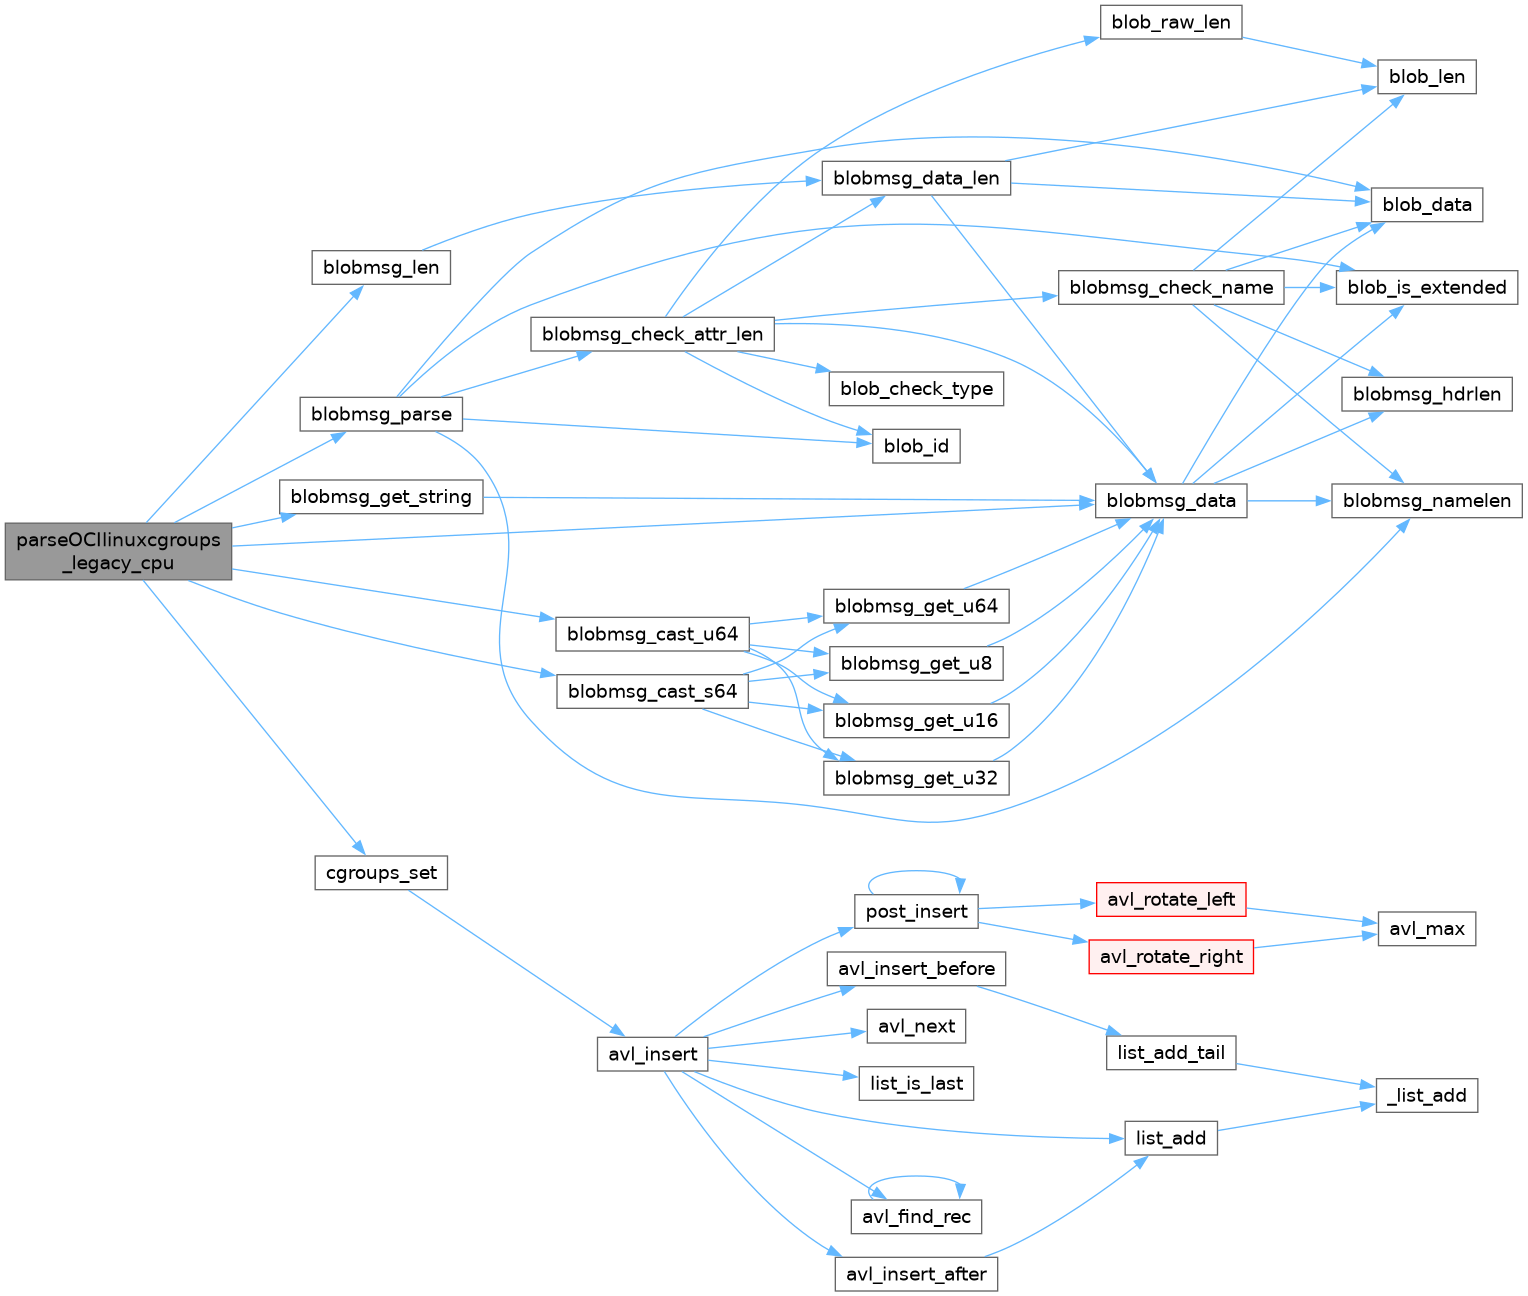 blob_raw_len
blob_len
blobmsg_data_len
blob_data
blobmsg_len
blobmsg_check_name
blob_is_extended
blobmsg_check_attr_len
blob_check_type
blobmsg_hdrlen
blobmsg_parse
blob_id
blobmsg_get_string
blobmsg_data
blobmsg_namelen
parseOCIlinuxcgroups
_legacy_cpu
blobmsg_get_u64
blobmsg_cast_u64
blobmsg_get_u8
blobmsg_cast_s64
blobmsg_get_u16
blobmsg_get_u32
cgroups_set
post_insert
avl_rotate_left
avl_max
avl_rotate_right
avl_insert_before
avl_next
avl_insert
list_add_tail
list_is_last
_list_add
list_add
avl_find_rec
avl_insert_after